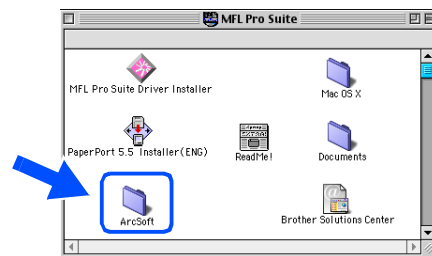 MFL Pro Suite
MFL Pro Suite Driver Installer
Mac OS X
PaperPort 5.5 Installer(ENG)
ReadMe!
Documents
ArcSoft
Brother Solutions Center